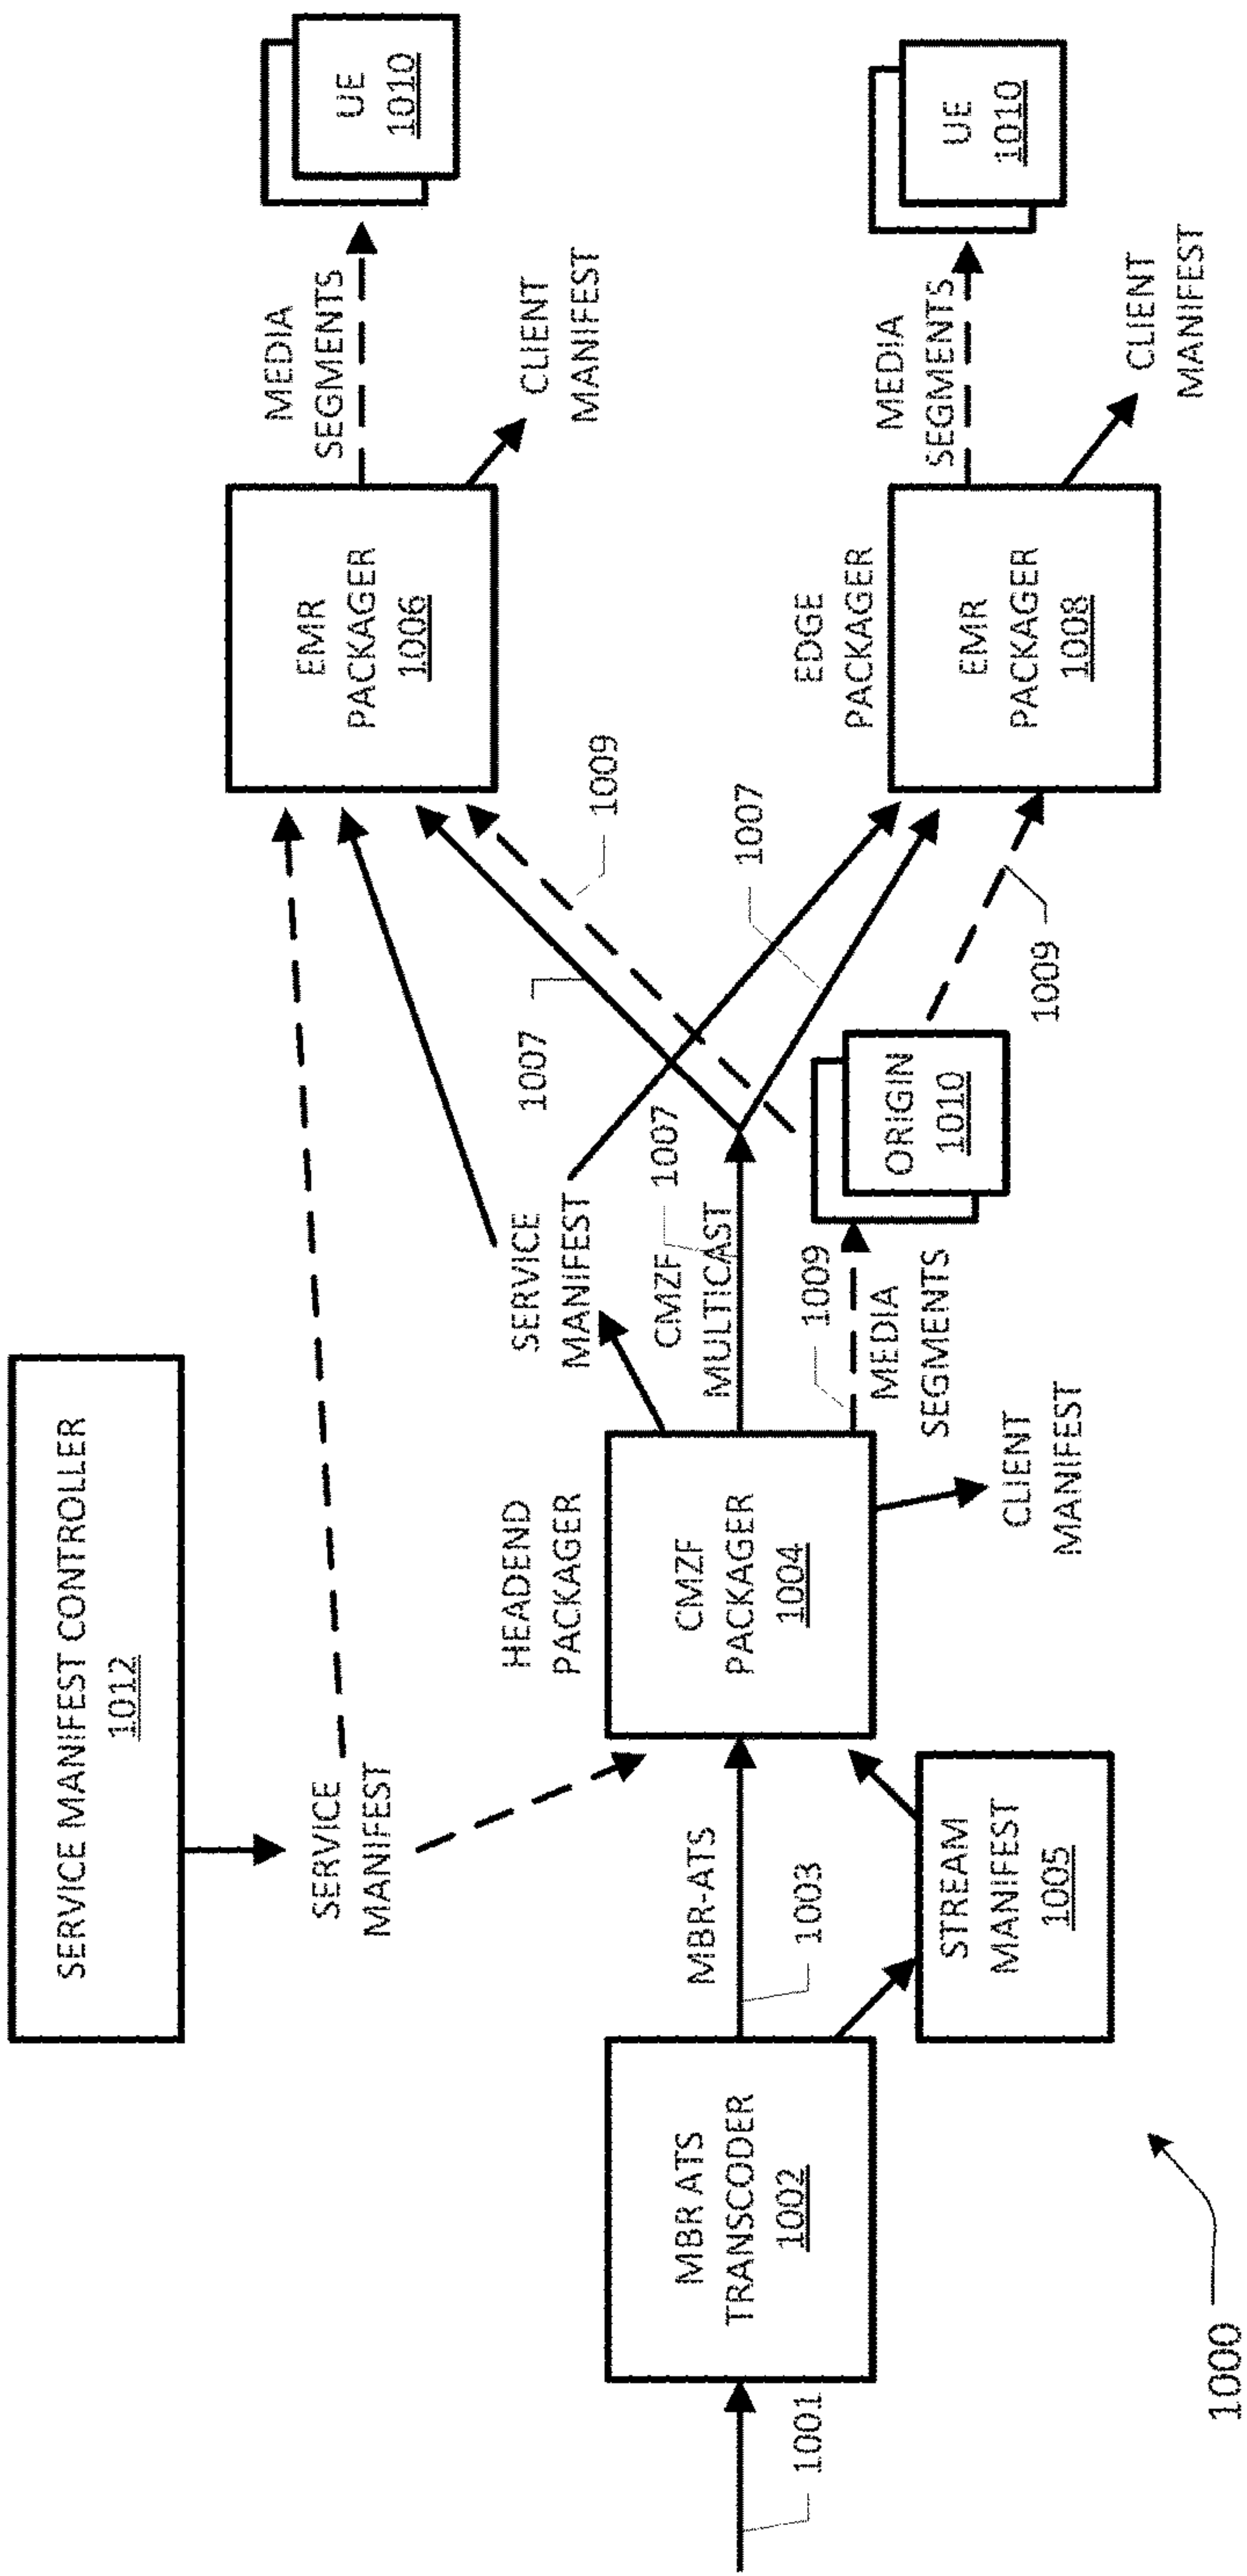 SERVICE MANIFEST CONTROLLER
1012
SERVICE
MANIFEST
1001
MBR ATS
TRANSCODER
1002
MBR-ATS
1003
STREAM
MANIFEST
1005
HEADEND
PACKAGER
CMZF
PACKAGER
1004
CLIENT
MANIFEST
SERVICE
MANIFEST
CMZF
MULTICAST
1007
1009
MEDIA
SEGMENTS
ORIGIN
1010
1007
1009
1007
1009
EMR
PACKAGER
1006
MEDIA
SEGMENTS
CLIENT
MANIFEST
UE
1010
EDGE
PACKAGER
EMR
PACKAGER
1008
MEDIA
SEGMENTS
CLIENT
MANIFEST
UE
1010
1000